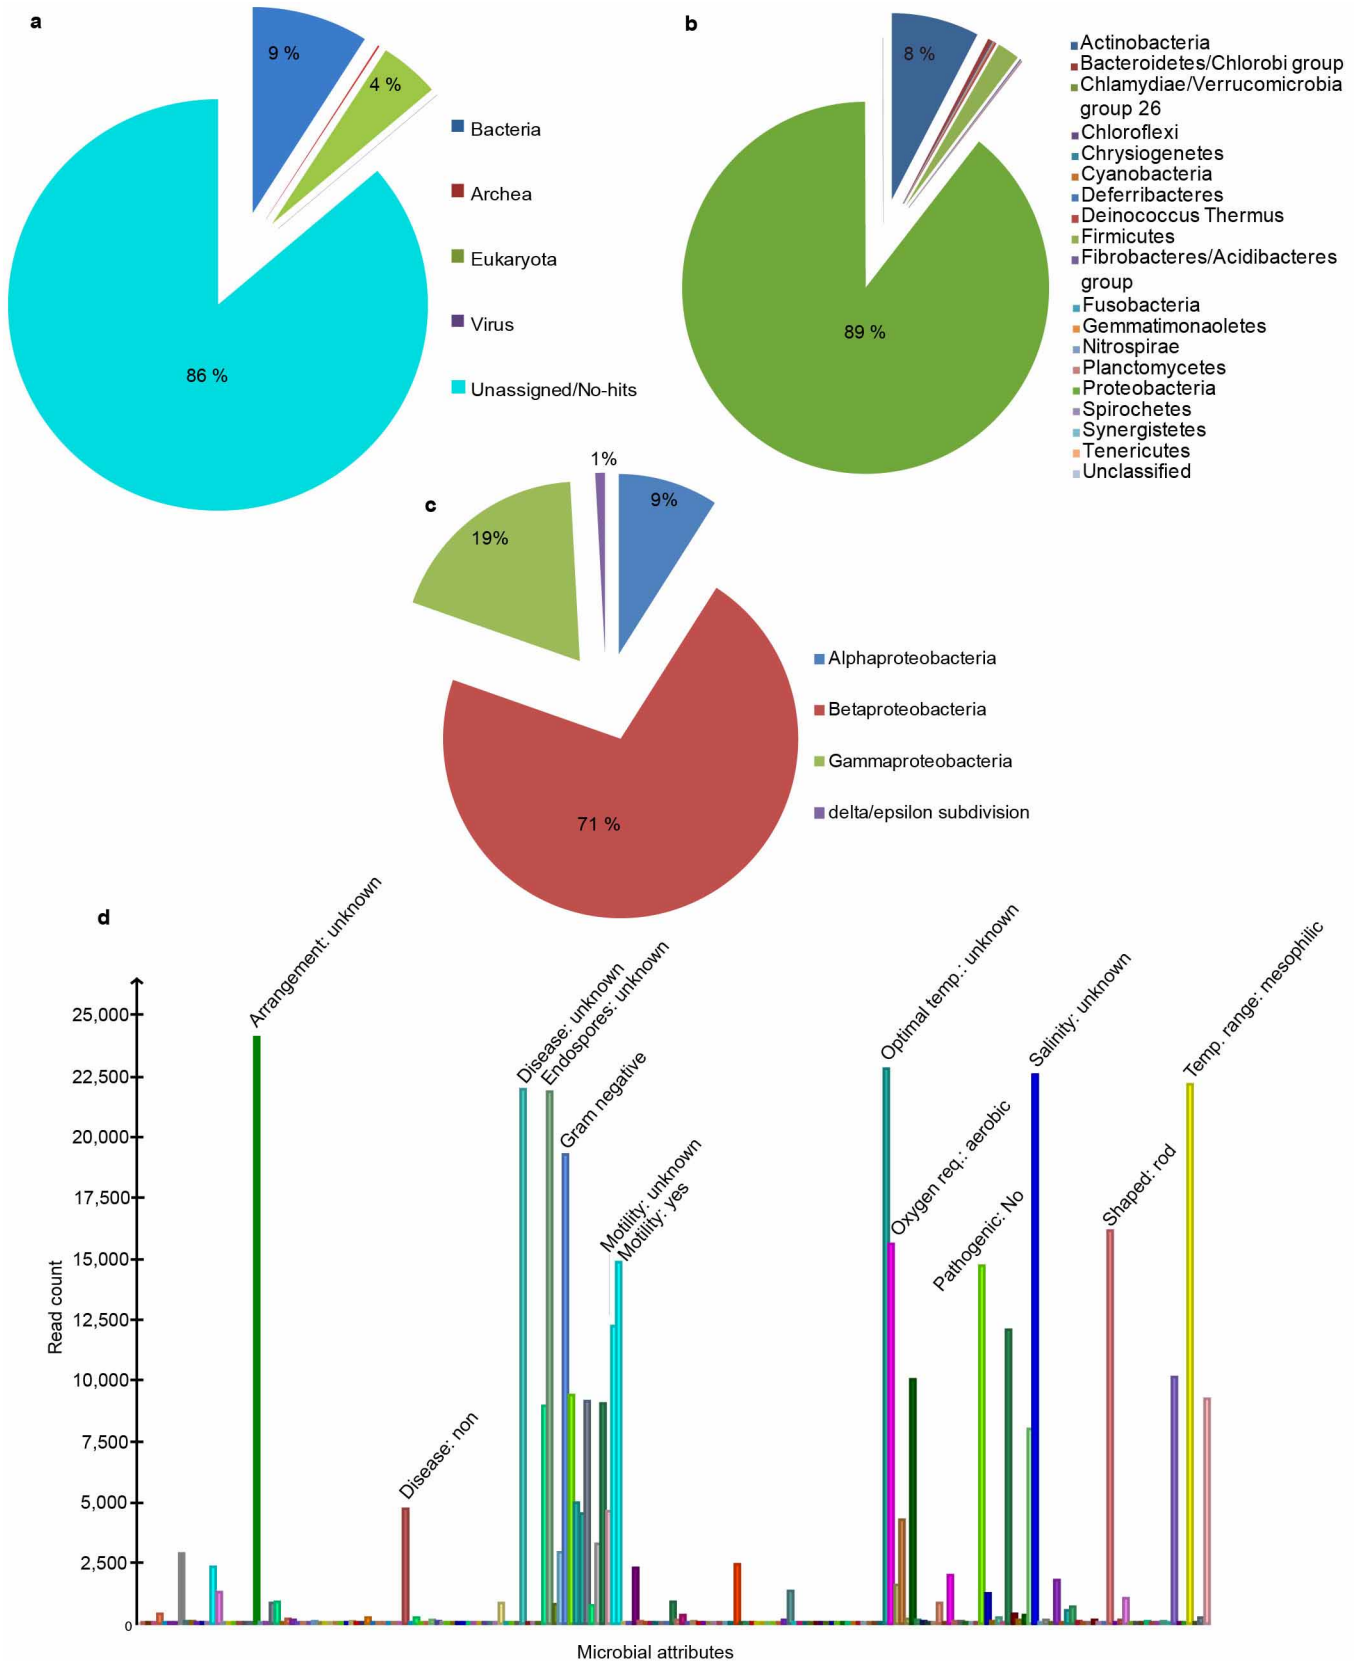 a
9 %
4 %
86 %
Bacteria
Archea
Eukaryota
Virus
Unassigned/No-hits
b
8 %
89 %
Actinobacteria
Bacteroidetes/Chlorobi group
Chlamydiae/Verrucomicrobia
group 26
Chloroflexi
Chrysiogenetes
Cyanobacteria
Deferribacteres
Deinococcus Thermus
Firmicutes
Fibrobacteres/Acidibacteres
group
Fusobacteria
Gemmatimonaoletes
Nitrospirae
Planctomycetes
Proteobacteria
Spirochetes
Synergistetes
Tenericutes
Unclassified
c
1%
9%
19%
71 %
Alphaproteobacteria
Betaproteobacteria
Gammaproteobacteria
delta/epsilon subdivision
d
Read count
25,000
22,500
20,000
17,500
15,000
12,500
10,000
7,500
5,000
2,500
0
Arrangement: unknown
Disease: non
Disease: unknown
Endospores: unknown
Gram negative
Motility: unknown
Motility: yes
Optimal temp.: unknown
Oxygen req.: aerobic
Pathogenic: No
Salinity: unknown
Shaped: rod
Temp. range: mesophilic
Microbial attributes